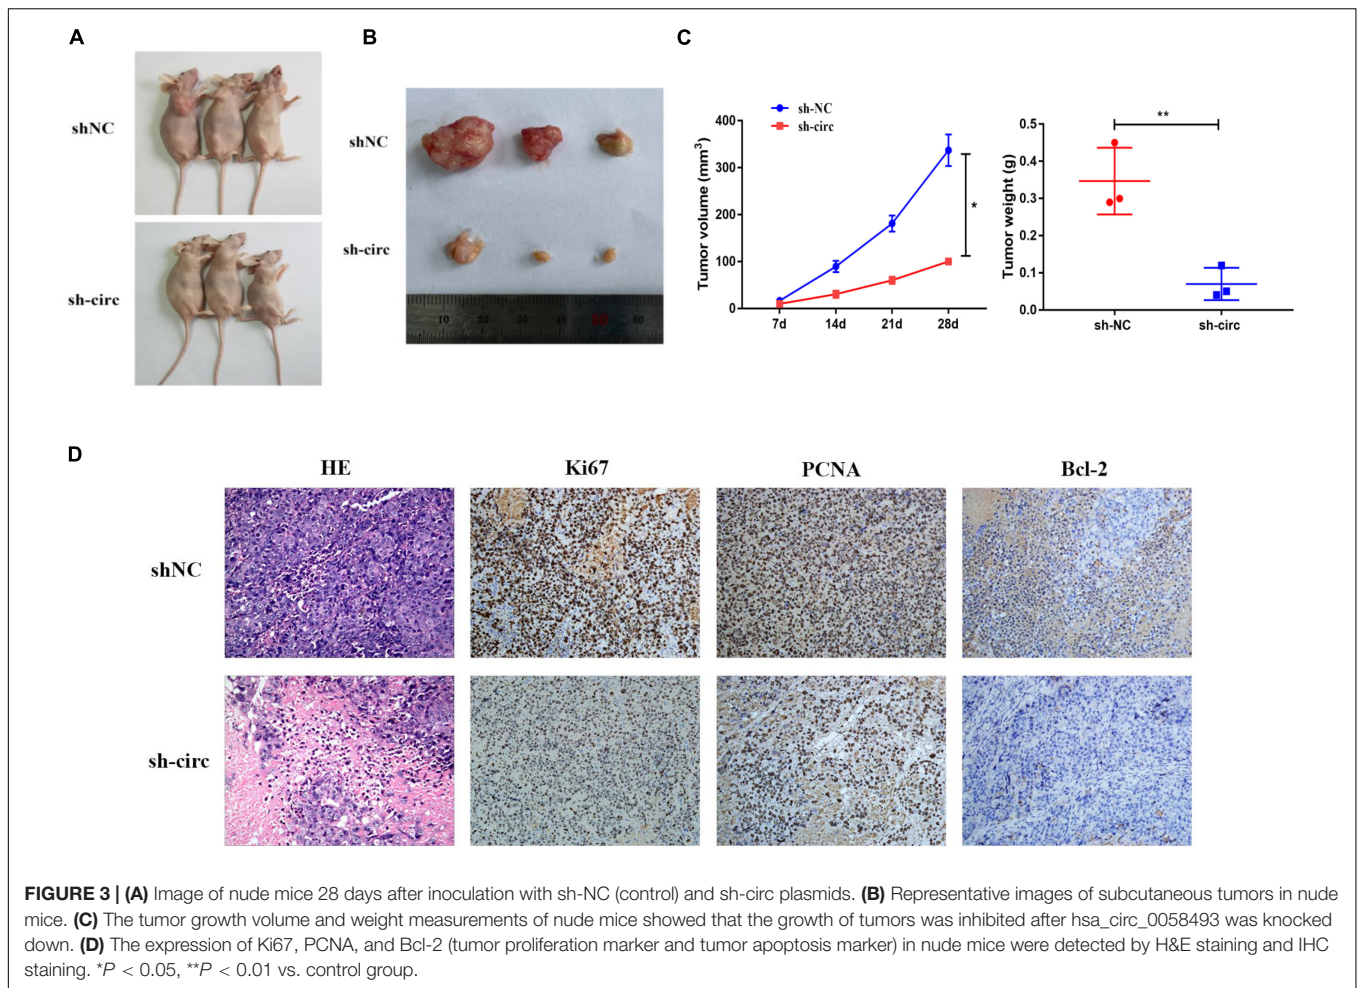 A
B
C
shNC
sh-circ
shNC
sh-circ
10 20 30 40 50 60
sh-NC
sh-circ
Tumor volume (mm³)
400
300
200
100
0
7d 14d 21d 28d
*
Tumor weight (g)
0.5
0.4
0.3
0.2
0.1
0.0
**
sh-NC sh-circ
D
HE Ki67 PCNA Bcl-2
shNC
sh-circ
FIGURE 3 | (A) Image of nude mice 28 days after inoculation with sh-NC (control) and sh-circ plasmids. (B) Representative images of subcutaneous tumors in nude
mice. (C) The tumor growth volume and weight measurements of nude mice showed that the growth of tumors was inhibited after hsa_circ_0058493 was knocked
down. (D) The expression of Ki67, PCNA, and Bcl-2 (tumor proliferation marker and tumor apoptosis marker) in nude mice were detected by H&E staining and IHC
staining. *P < 0.05, **P < 0.01 vs. control group.